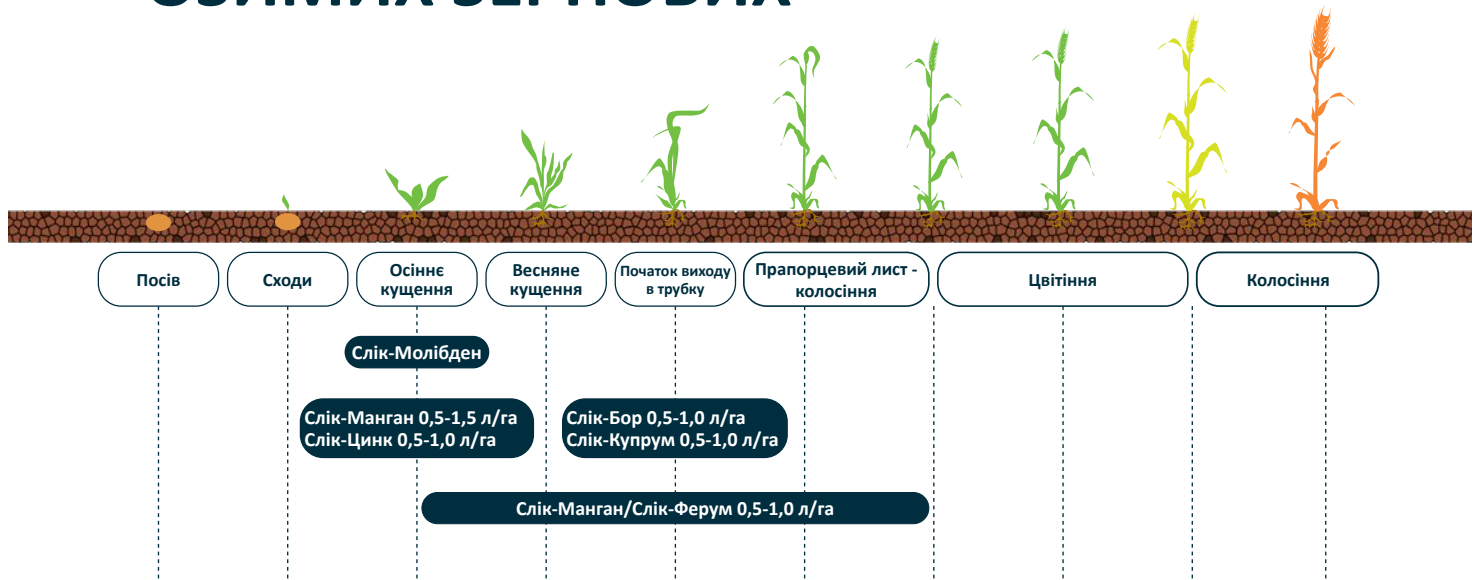 ОЗИМИХ ЗЕРНОВИХ
Посів
Сходи
Осіннє
кущення
Весняне
кущення
Початок виходу
в трубку
Прапорцевий лист -
колосіння
Цвітіння
Колосіння
Слік-Молібден
Слік-Манган 0,5-1,5 л/га
Слік-Цинк 0,5-1,0 л/га
Слік-Бор 0,5-1,0 л/га
Слік-Купрум 0,5-1,0 л/га
Слік-Манган/Слік-Ферум 0,5-1,0 л/га